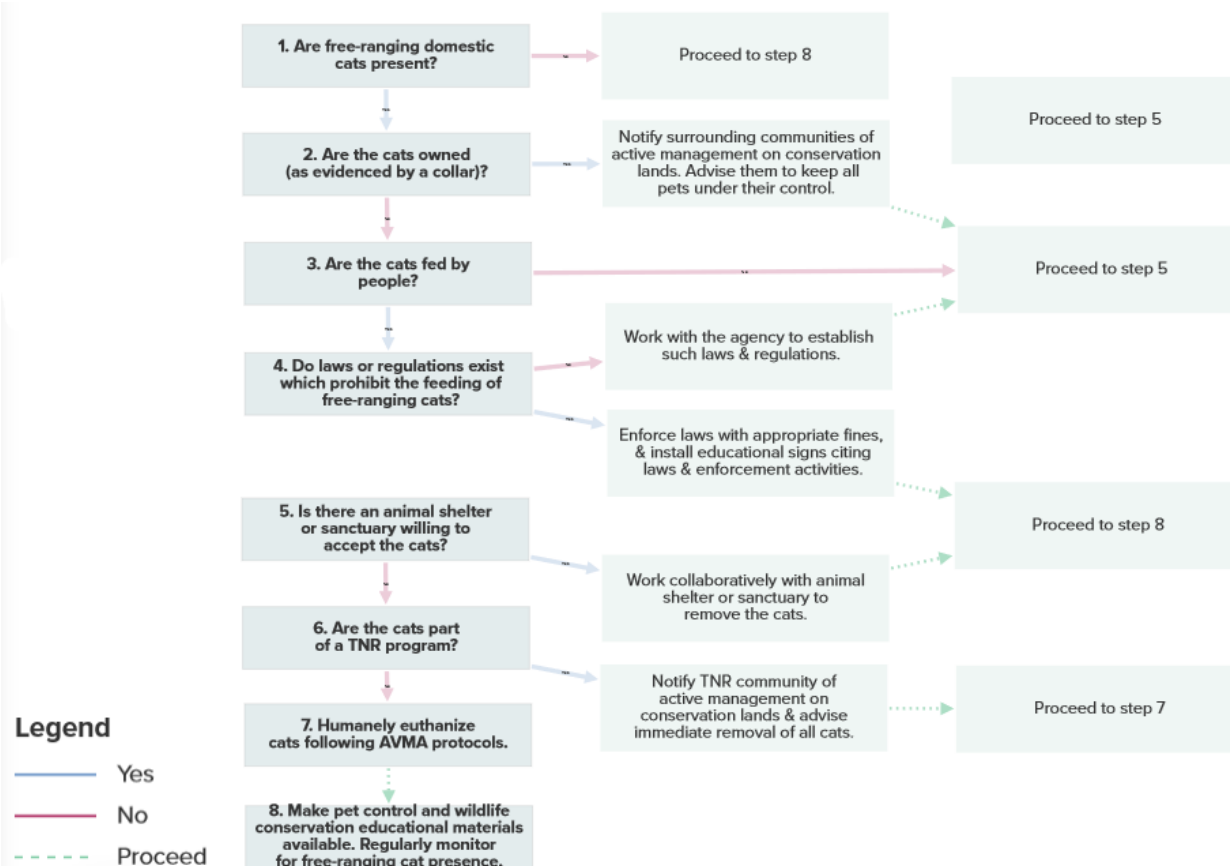 1. Are free-ranging domestic
cats present?
Proceed to step 8
Proceed to step 5
2. Are the cats owned
(as evidenced by a collar)?
Notify surrounding communities of
active management on conservation
lands. Advise them to keep all
pets under their control.
3. Are the cats fed by
people?
Proceed to step 5
4. Do laws or regulations exist
which prohibit the feeding of
free-ranging cats?
Work with the agency to establish
such laws & regulations.
Enforce laws with appropriate fines,
& install educational signs citing
laws & enforcement activities.
5. Is there an animal shelter
or sanctuary willing to
accept the cats?
Proceed to step 8
Work collaboratively with animal
shelter or sanctuary to
remove the cats.
6. Are the cats part
of a TNR program?
Notify TNR community of
active management on
conservation lands & advise
immediate removal of all cats.
Proceed to step 7
7. Humanely euthanize
cats following AVMA protocols.
8. Make pet control and wildlife
conservation educational materials
available. Regularly monitor
for free-ranging cat presence.
Legend
Yes
No
Proceed